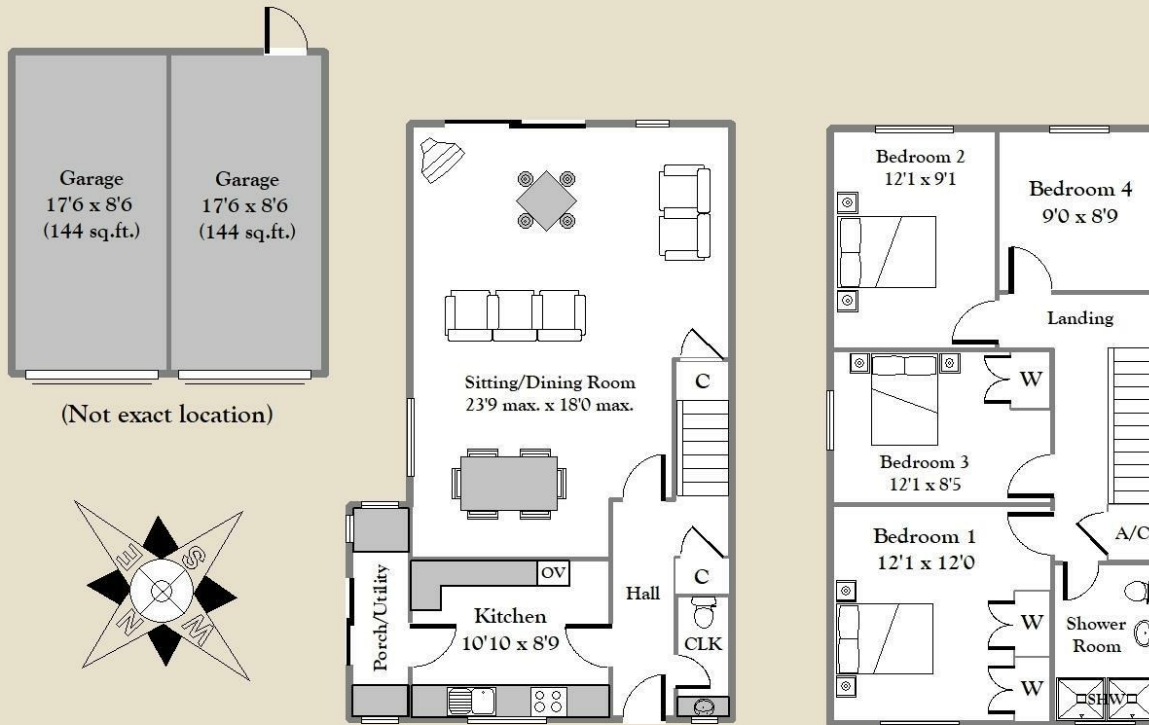 Garage
17'6 x 8'6
(144 sq.ft.)
Garage
17'6 x 8'6
(144 sq.ft.)
(Not exact location)
E
S
N
W
Sitting/Dining Room
23'9 max. x 18'0 max.
C
C
OV
Kitchen
10'10 x 8'9
Hall
CLK
Porch/Utility
Bedroom 2
12'1 x 9'1
Bedroom 4
9'0 x 8'9
Landing
W
Bedroom 3
12'1 x 8'5
Bedroom 1
12'1 x 12'0
A/C
W
W
Shower
Room
SHW